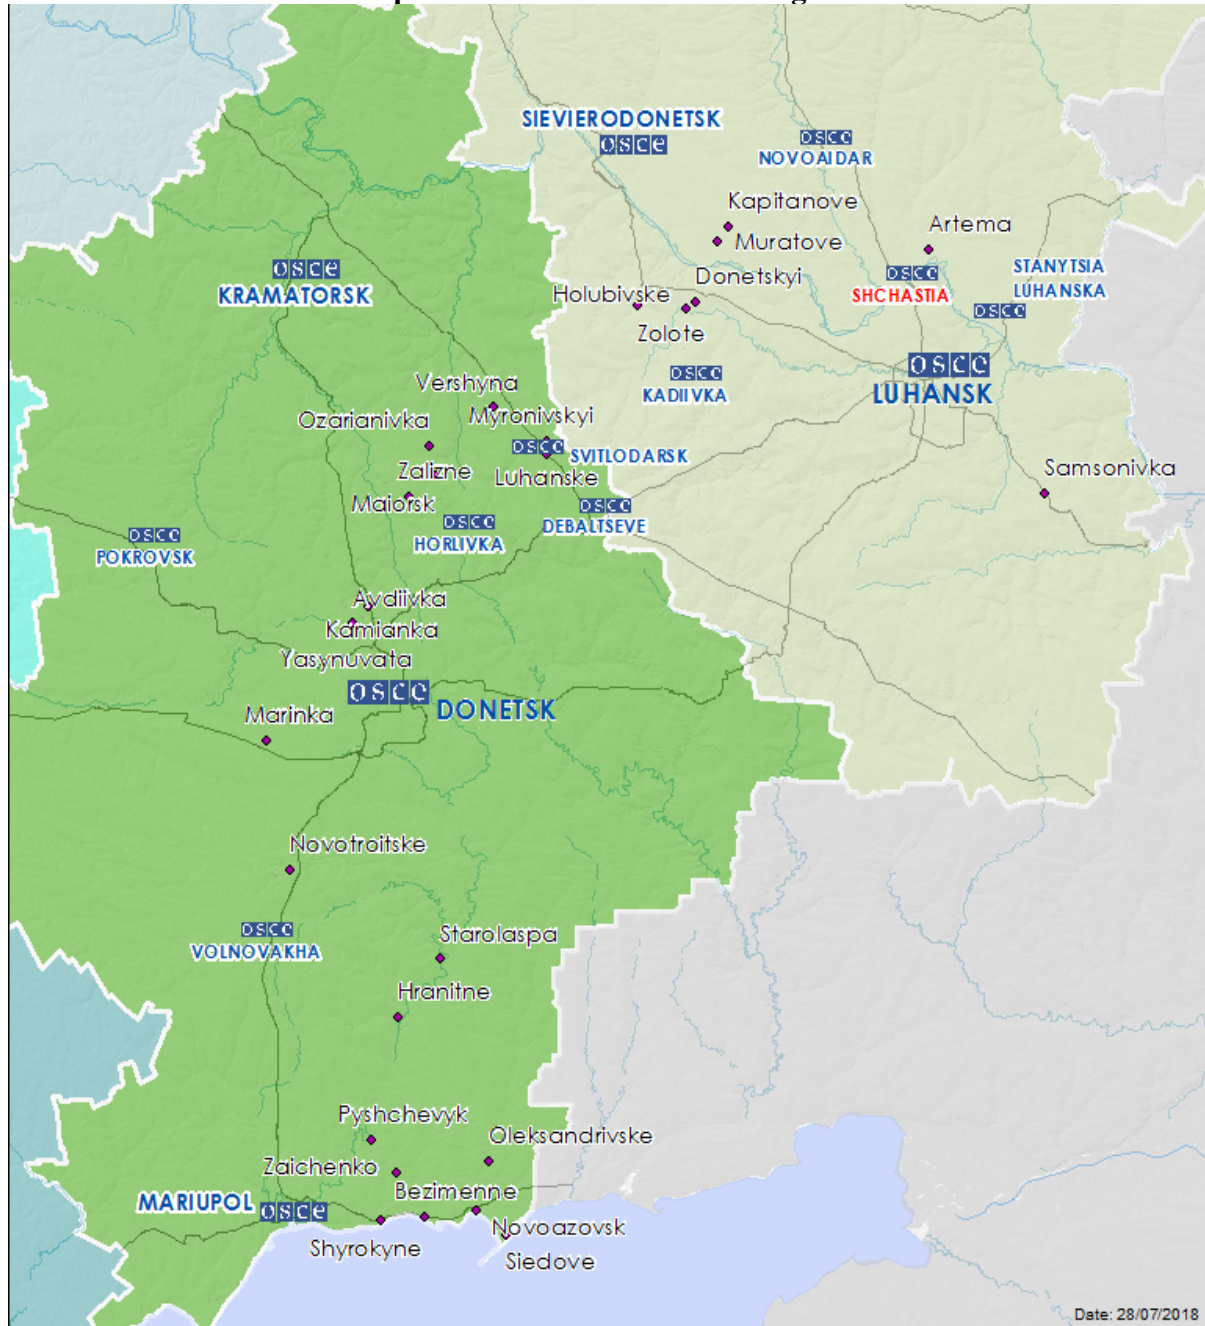 SIEVIERODONETSK
osce
osce
NOVOAIDAR
Kapitanove
Artema
Muratove
osce
KRAMATORSK
Donetskyi
osce
SHCHASTIA
STANYTSIA
LUHANSKA
osce
Holubivske
Zolote
osce
KADIIVKA
osce
LUHANSK
Vershyna
Myronivskyi
Ozarianivka
osce
SVITLODARSK
Zalizne
Luhanske
Samsonivka
Maiorsk
osce
DEBALTSEVE
osce
HORLIVKA
osce
POKROVSK
Avdiivka
Kamianka
Yasynuvata
osce
DONETSK
Marinka
Novotroitske
osce
VOLNOVAKHA
Starolaspa
Hranitne
Pyshchevyk
Oleksandrivske
Zaichenko
Bezimenne
MARIUPOL
osce
Novoazovsk
Shyrokyne
Siedove
Date: 28/07/2018